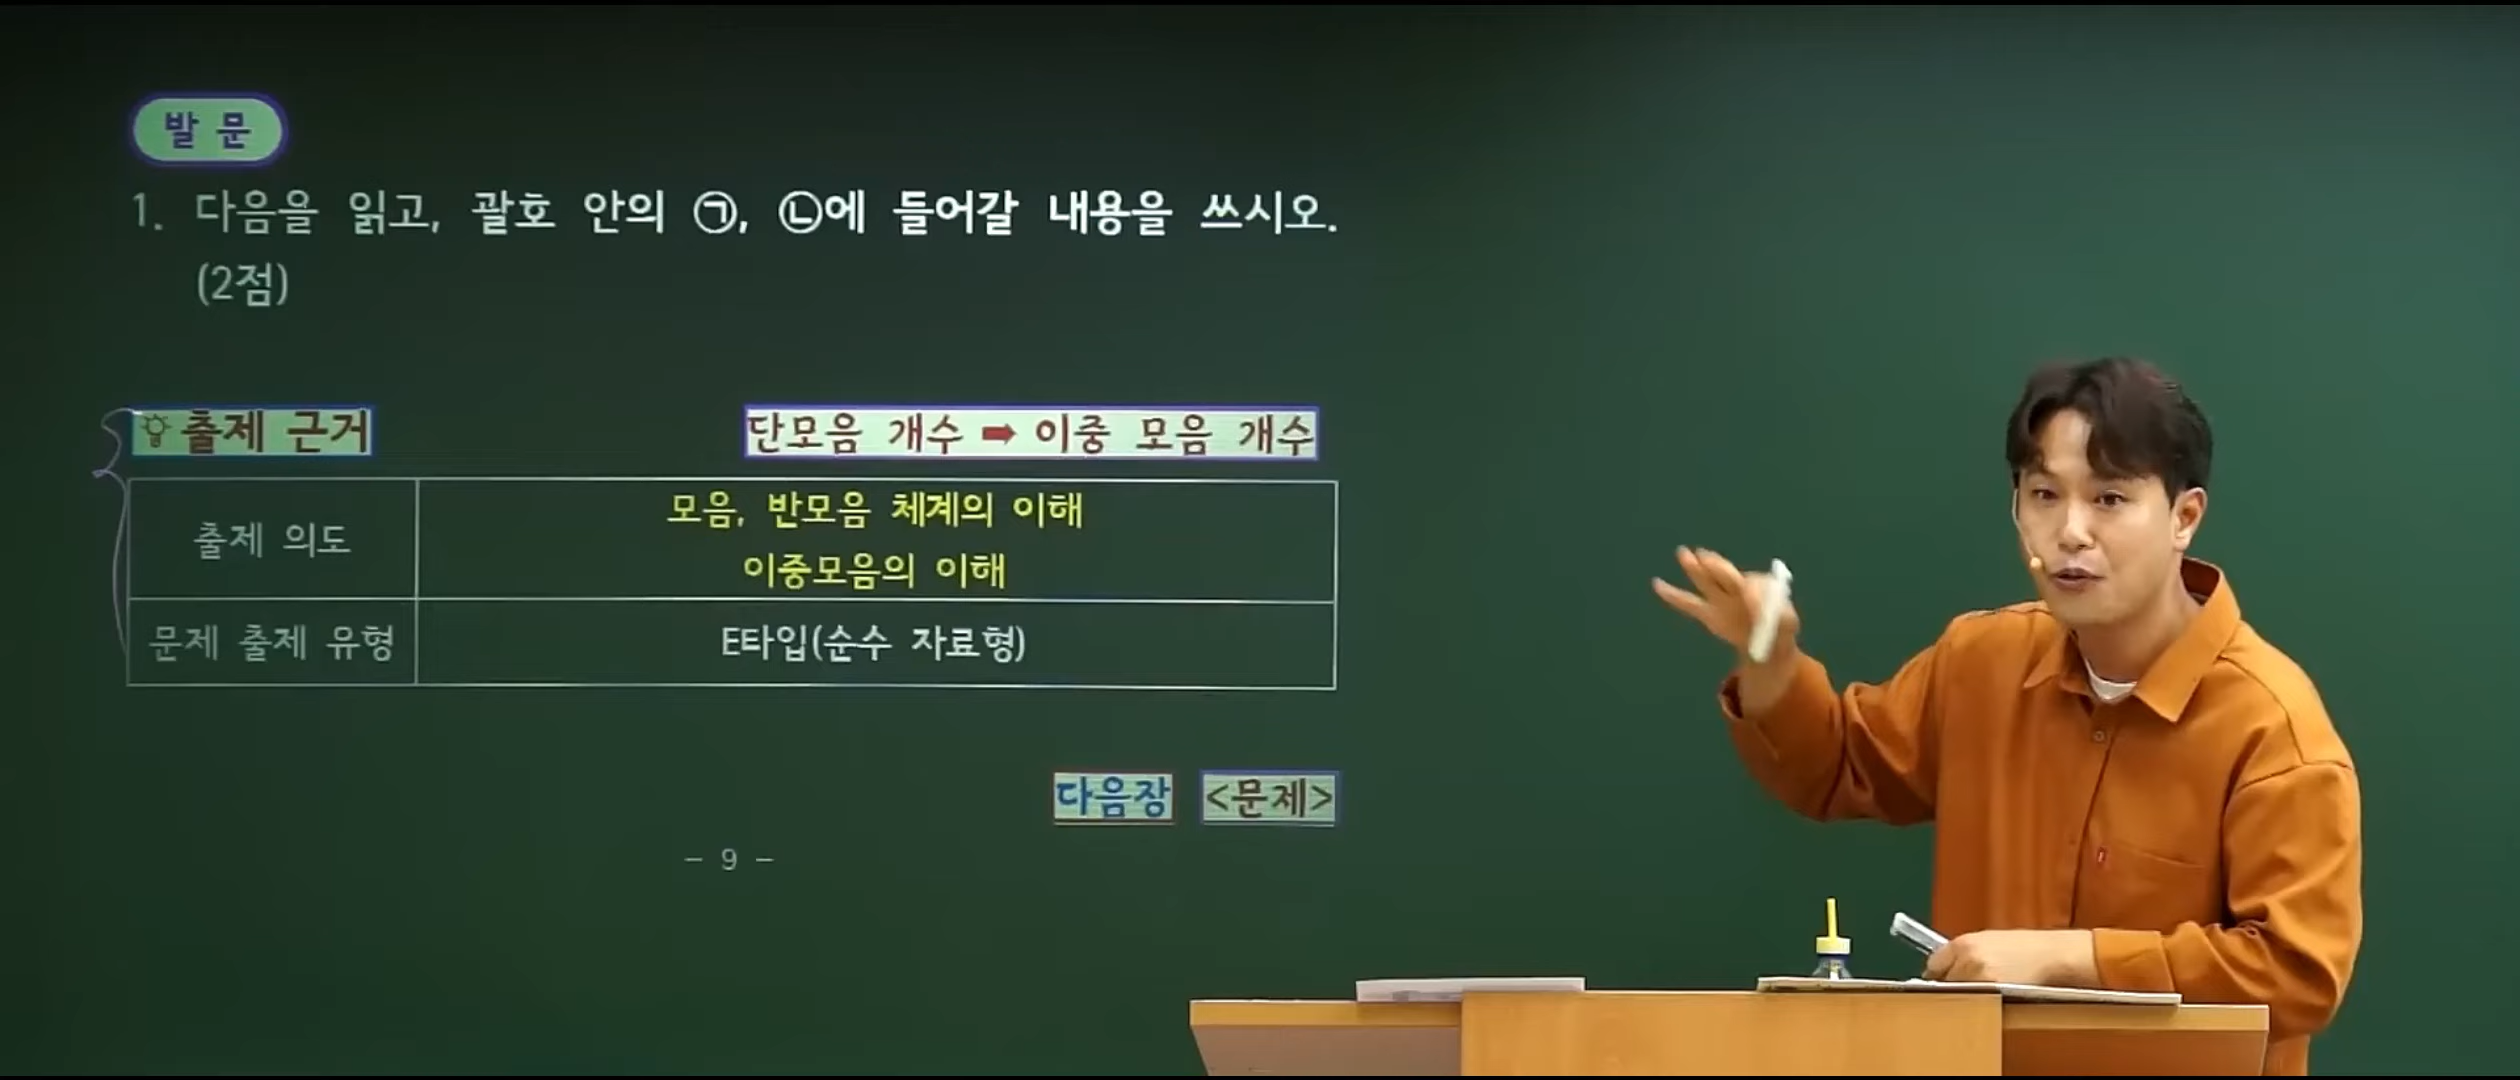 발 문
1. 다음을 읽고, 괄호 안의 ㉠, ㉡에 들어갈 내용을 쓰시오.
(2점)
출제 근거
단모음 개수 ➡ 이중 모음 개수
출제 의도
모음, 반모음 체계의 이해
이중모음의 이해
문제 출제 유형
E타입(순수 자료형)
다음장 <문제>
- 9 -